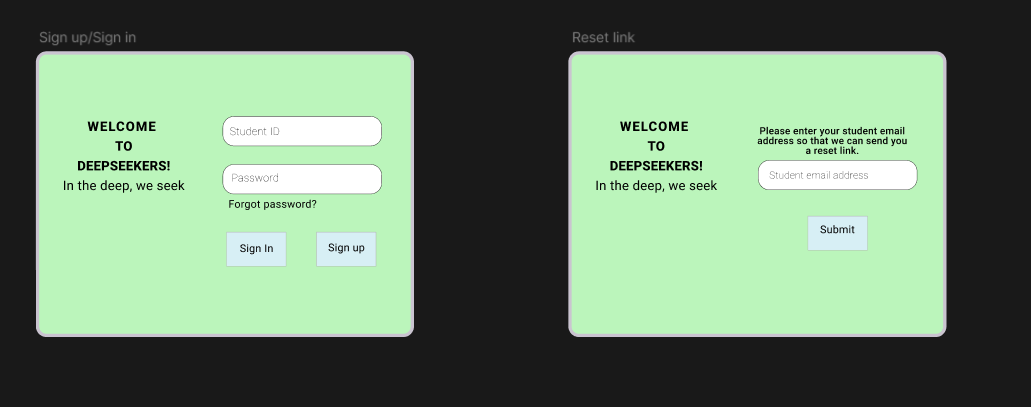 Sign up/Sign in
WELCOME
TO
DEEPSEEKERS!
In the deep, we seek
Student ID
Password
Forgot password?
Sign In
Sign up
Reset link
WELCOME
TO
DEEPSEEKERS!
In the deep, we seek
Please enter your student email
address so that we can send you
a reset link.
Student email address
Submit